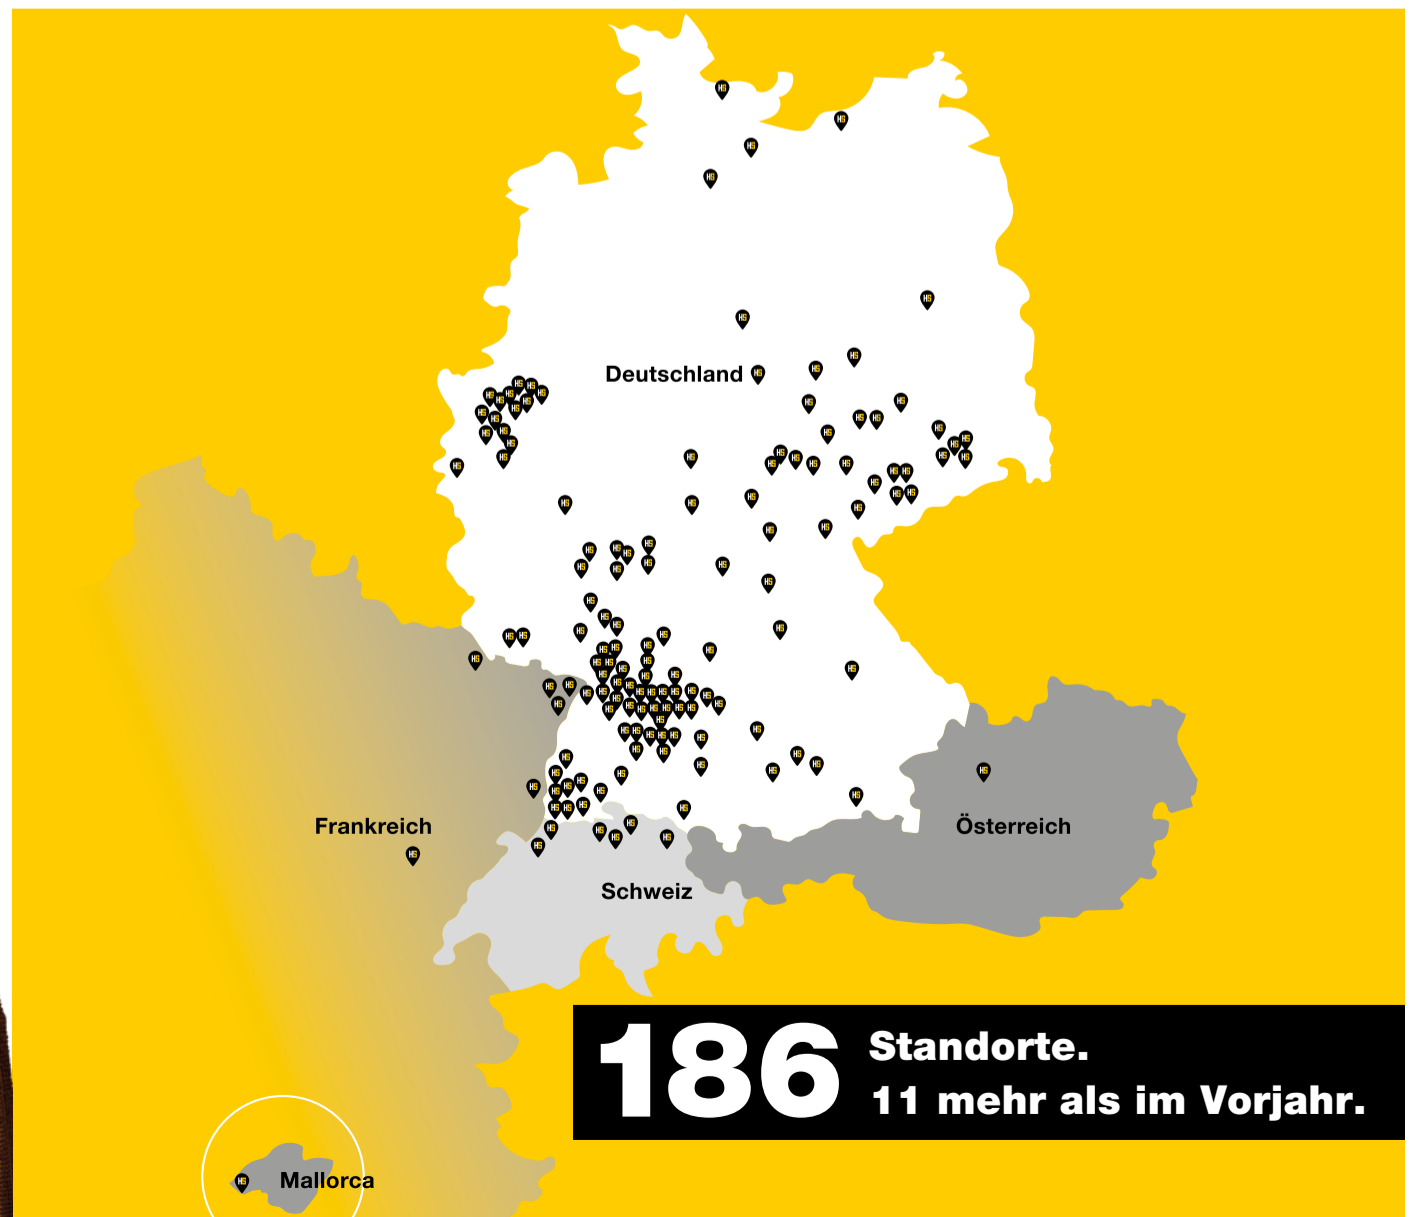 Deutschland
Frankreich
Österreich
Schweiz
186 Standorte.
11 mehr als im Vorjahr.
Mallorca